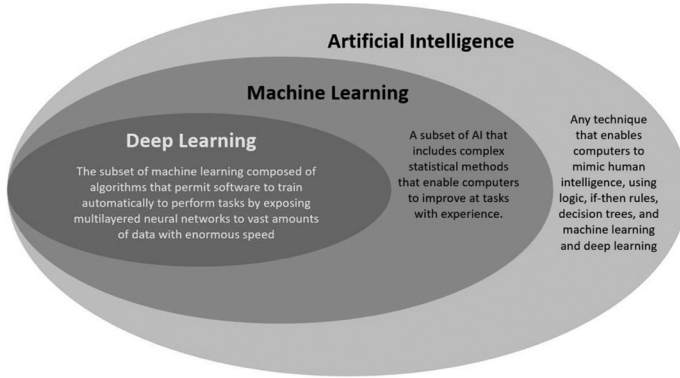 Artificial Intelligence
Machine Learning
Deep Learning
The subset of machine learning composed of
algorithms that permit software to train
automatically to perform tasks by exposing
multilayered neural networks to vast amounts
of data with enormous speed
A subset of AI that
includes complex
statistical methods
that enable computers
to improve at tasks
with experience.
Any technique
that enables
computers to
mimic human
intelligence, using
logic, if-then rules,
decision trees, and
machine learning
and deep learning